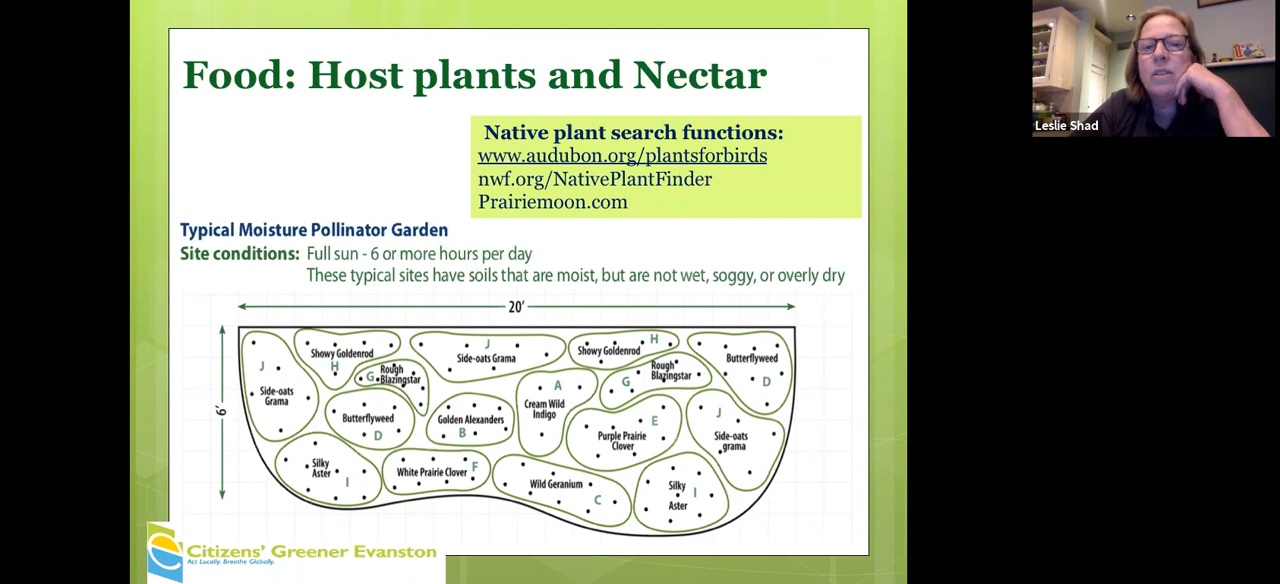 Food: Host plants and Nectar
Leslie Shad
Native plant search functions:
www.audubon.org/plantsforbirds
nwf.org/NativePlantFinder
Prairiemoon.com
Typical Moisture Pollinator Garden
Site conditions: Full sun - 6 or more hours per day
These typical sites have soils that are moist, but are not wet, soggy, or overly dry
20'
6'
J
Side-oats
Grama
Showy Goldenrod
H
G
Rough
Blazingstar
J
Side-oats Grama
Showy Goldenrod
H
G
Rough
Blazingstar
Butterflyweed
D
Butterflyweed
D
Golden Alexanders
B
A
Cream Wild
Indigo
E
Purple Prairie
Clover
J
Side-oats
grama
Silky
Aster
I
White Prairie Clover
F
Wild Geranium
C
Silky
Aster
I
Citizens' Greener Evanston
Act Locally. Breathe Globally.